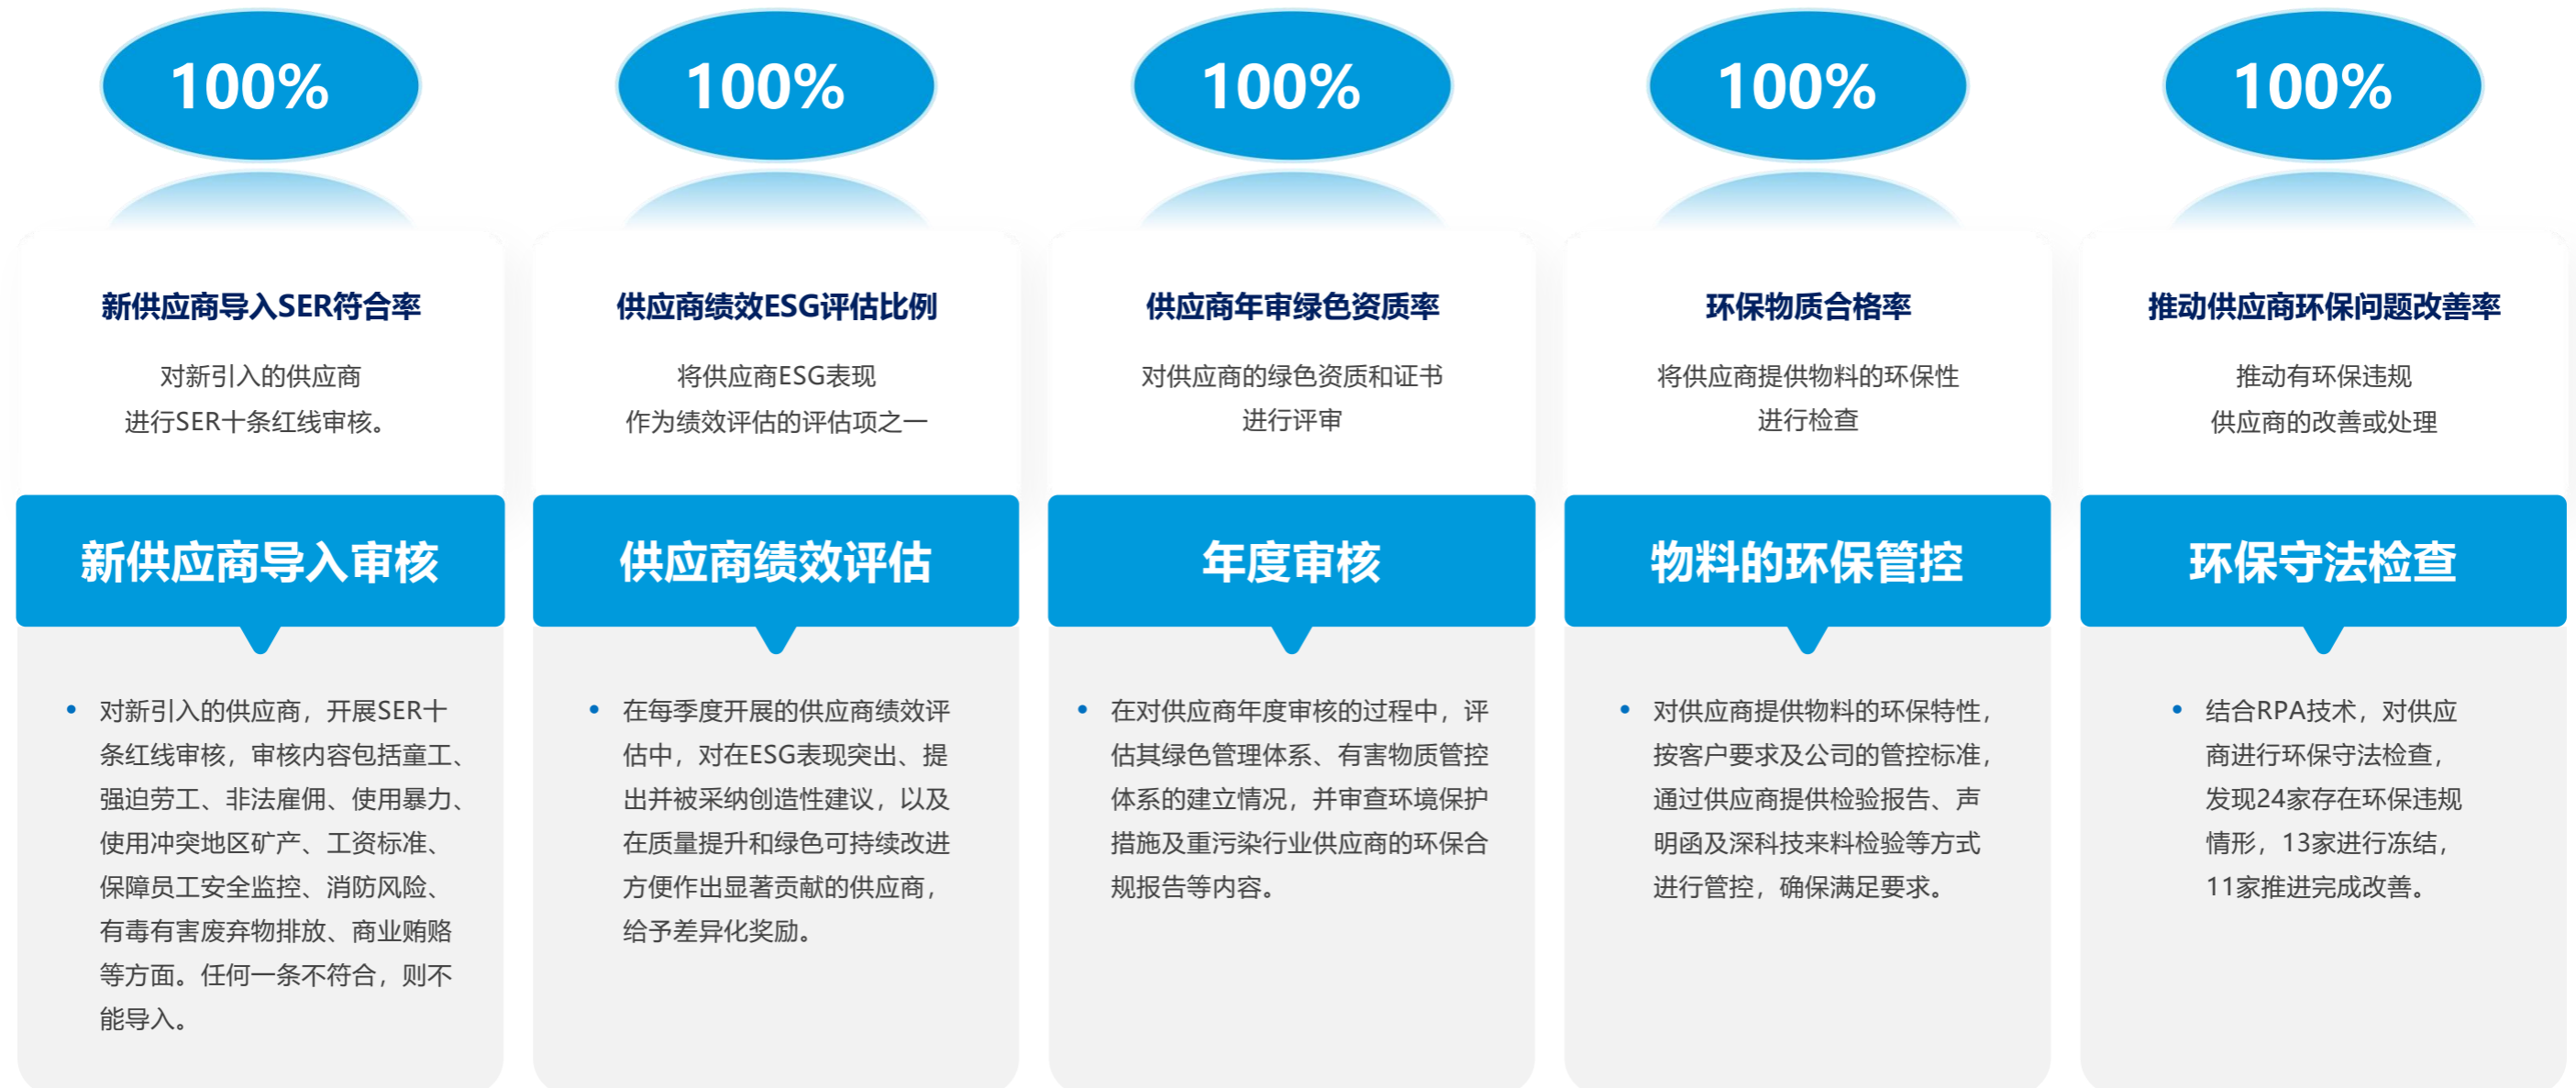 100%
新供应商导入SER符合率
对新引入的供应商
进行SER十条红线审核。
新供应商导入审核
• 对新引入的供应商，开展SER十
条红线审核，审核内容包括童工、
强迫劳工、非法雇佣、使用暴力、
使用冲突地区矿产、工资标准、
保障员工安全监控、消防风险、
有毒有害废弃物排放、商业贿赂
等方面。任何一条不符合，则不
能导入。
100%
供应商绩效ESG评估比例
将供应商ESG表现
作为绩效评估的评估项之一
供应商绩效评估
• 在每季度开展的供应商绩效评
估中，对在ESG表现突出、提
出并被采纳创造性建议，以及
在质量提升和绿色可持续改进
方便作出显著贡献的供应商，
给予差异化奖励。
100%
供应商年审绿色资质率
对供应商的绿色资质和证书
进行评审
年度审核
• 在对供应商年度审核的过程中，评
估其绿色管理体系、有害物质管控
体系的建立情况，并审查环境保护
措施及重污染行业供应商的环保合
规报告等内容。
100%
环保物质合格率
将供应商提供物料的环保性
进行检查
物料的环保管控
• 对供应商提供物料的环保特性，
按客户要求及公司的管控标准，
通过供应商提供检验报告、声
明函及深科技来料检验等方式
进行管控，确保满足要求。
100%
推动供应商环保问题改善率
推动有环保违规
供应商的改善或处理
环保守法检查
• 结合RPA技术，对供应
商进行环保守法检查，
发现24家存在环保违规
情形，13家进行冻结，
11家推进完成改善。